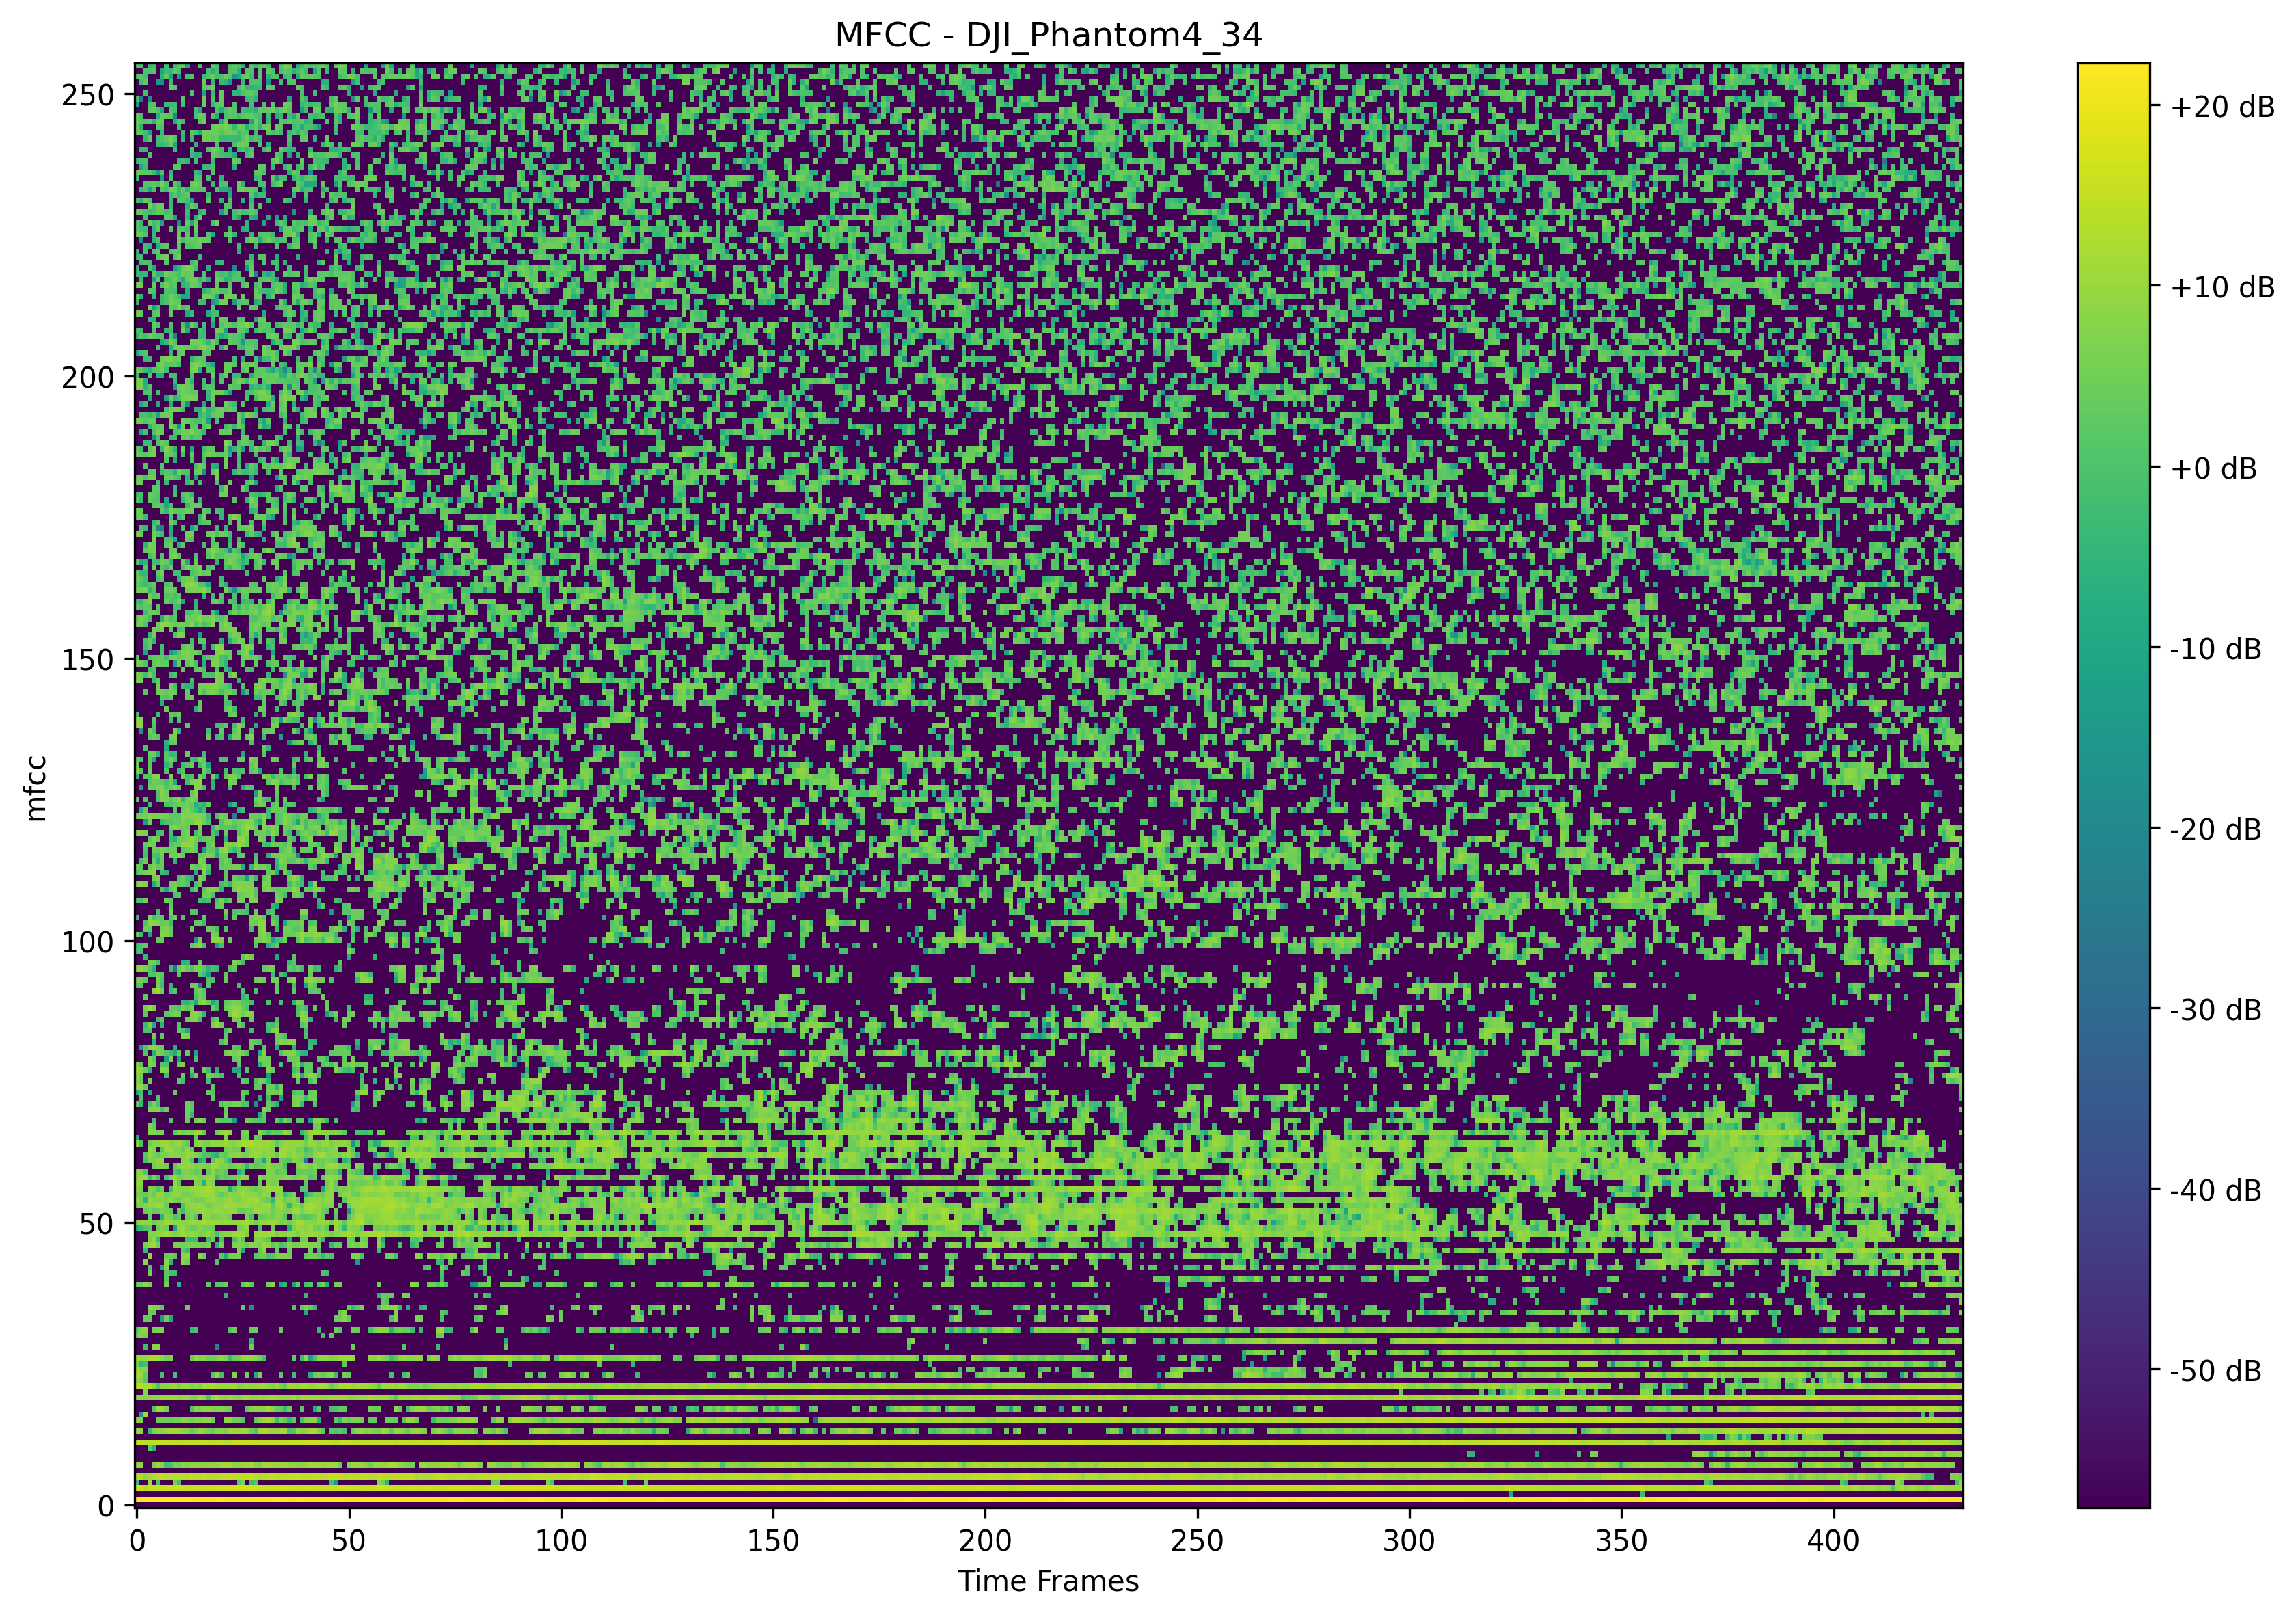 MFCC - DJI_Phantom4_34
250
200
150
100
50
0
mfcc
0 50 100 150 200 250 300 350 400
Time Frames
+20 dB
+10 dB
+0 dB
-10 dB
-20 dB
-30 dB
-40 dB
-50 dB